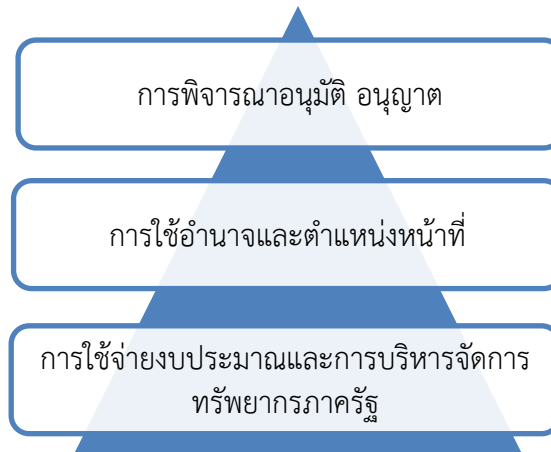 การพิจารณาอนุมัติ อนุญาต
การใช้อำนาจและตำแหน่งหน้าที่
การใช้จ่ายงบประมาณและการบริหารจัดการ
ทรัพยากรภาครัฐ